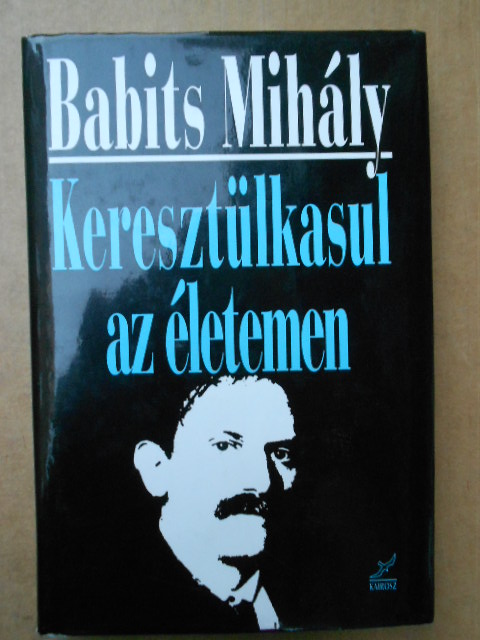 Babits Mihály
Keresztülkasul
az életemen
KAIROSZ